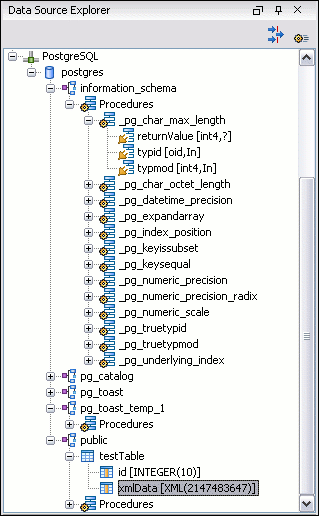 Data Source Explorer
PostgreSQL
postgres
information_schema
Procedures
_pg_char_max_length
returnValue [int4,?]
typid [oid,In]
typmod [int4,In]
_pg_char_octet_length
_pg_datetime_precision
_pg_expandarray
_pg_index_position
_pg_keyissubset
_pg_keysequal
_pg_numeric_precision
_pg_numeric_precision_radix
_pg_numeric_scale
_pg_truetypid
_pg_truetypmod
_pg_underlying_index
pg_catalog
pg_toast
pg_toast_temp_1
Procedures
public
testTable
id [INTEGER(10)]
xmlData [XML(2147483647)]
Procedures